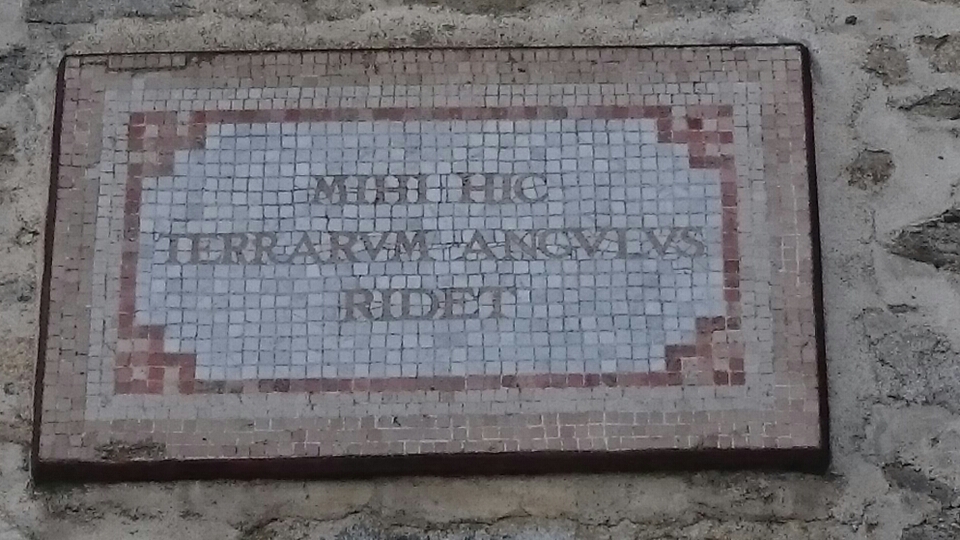 MIHI HIC
TERRARVM ANGVLVS
RIDET